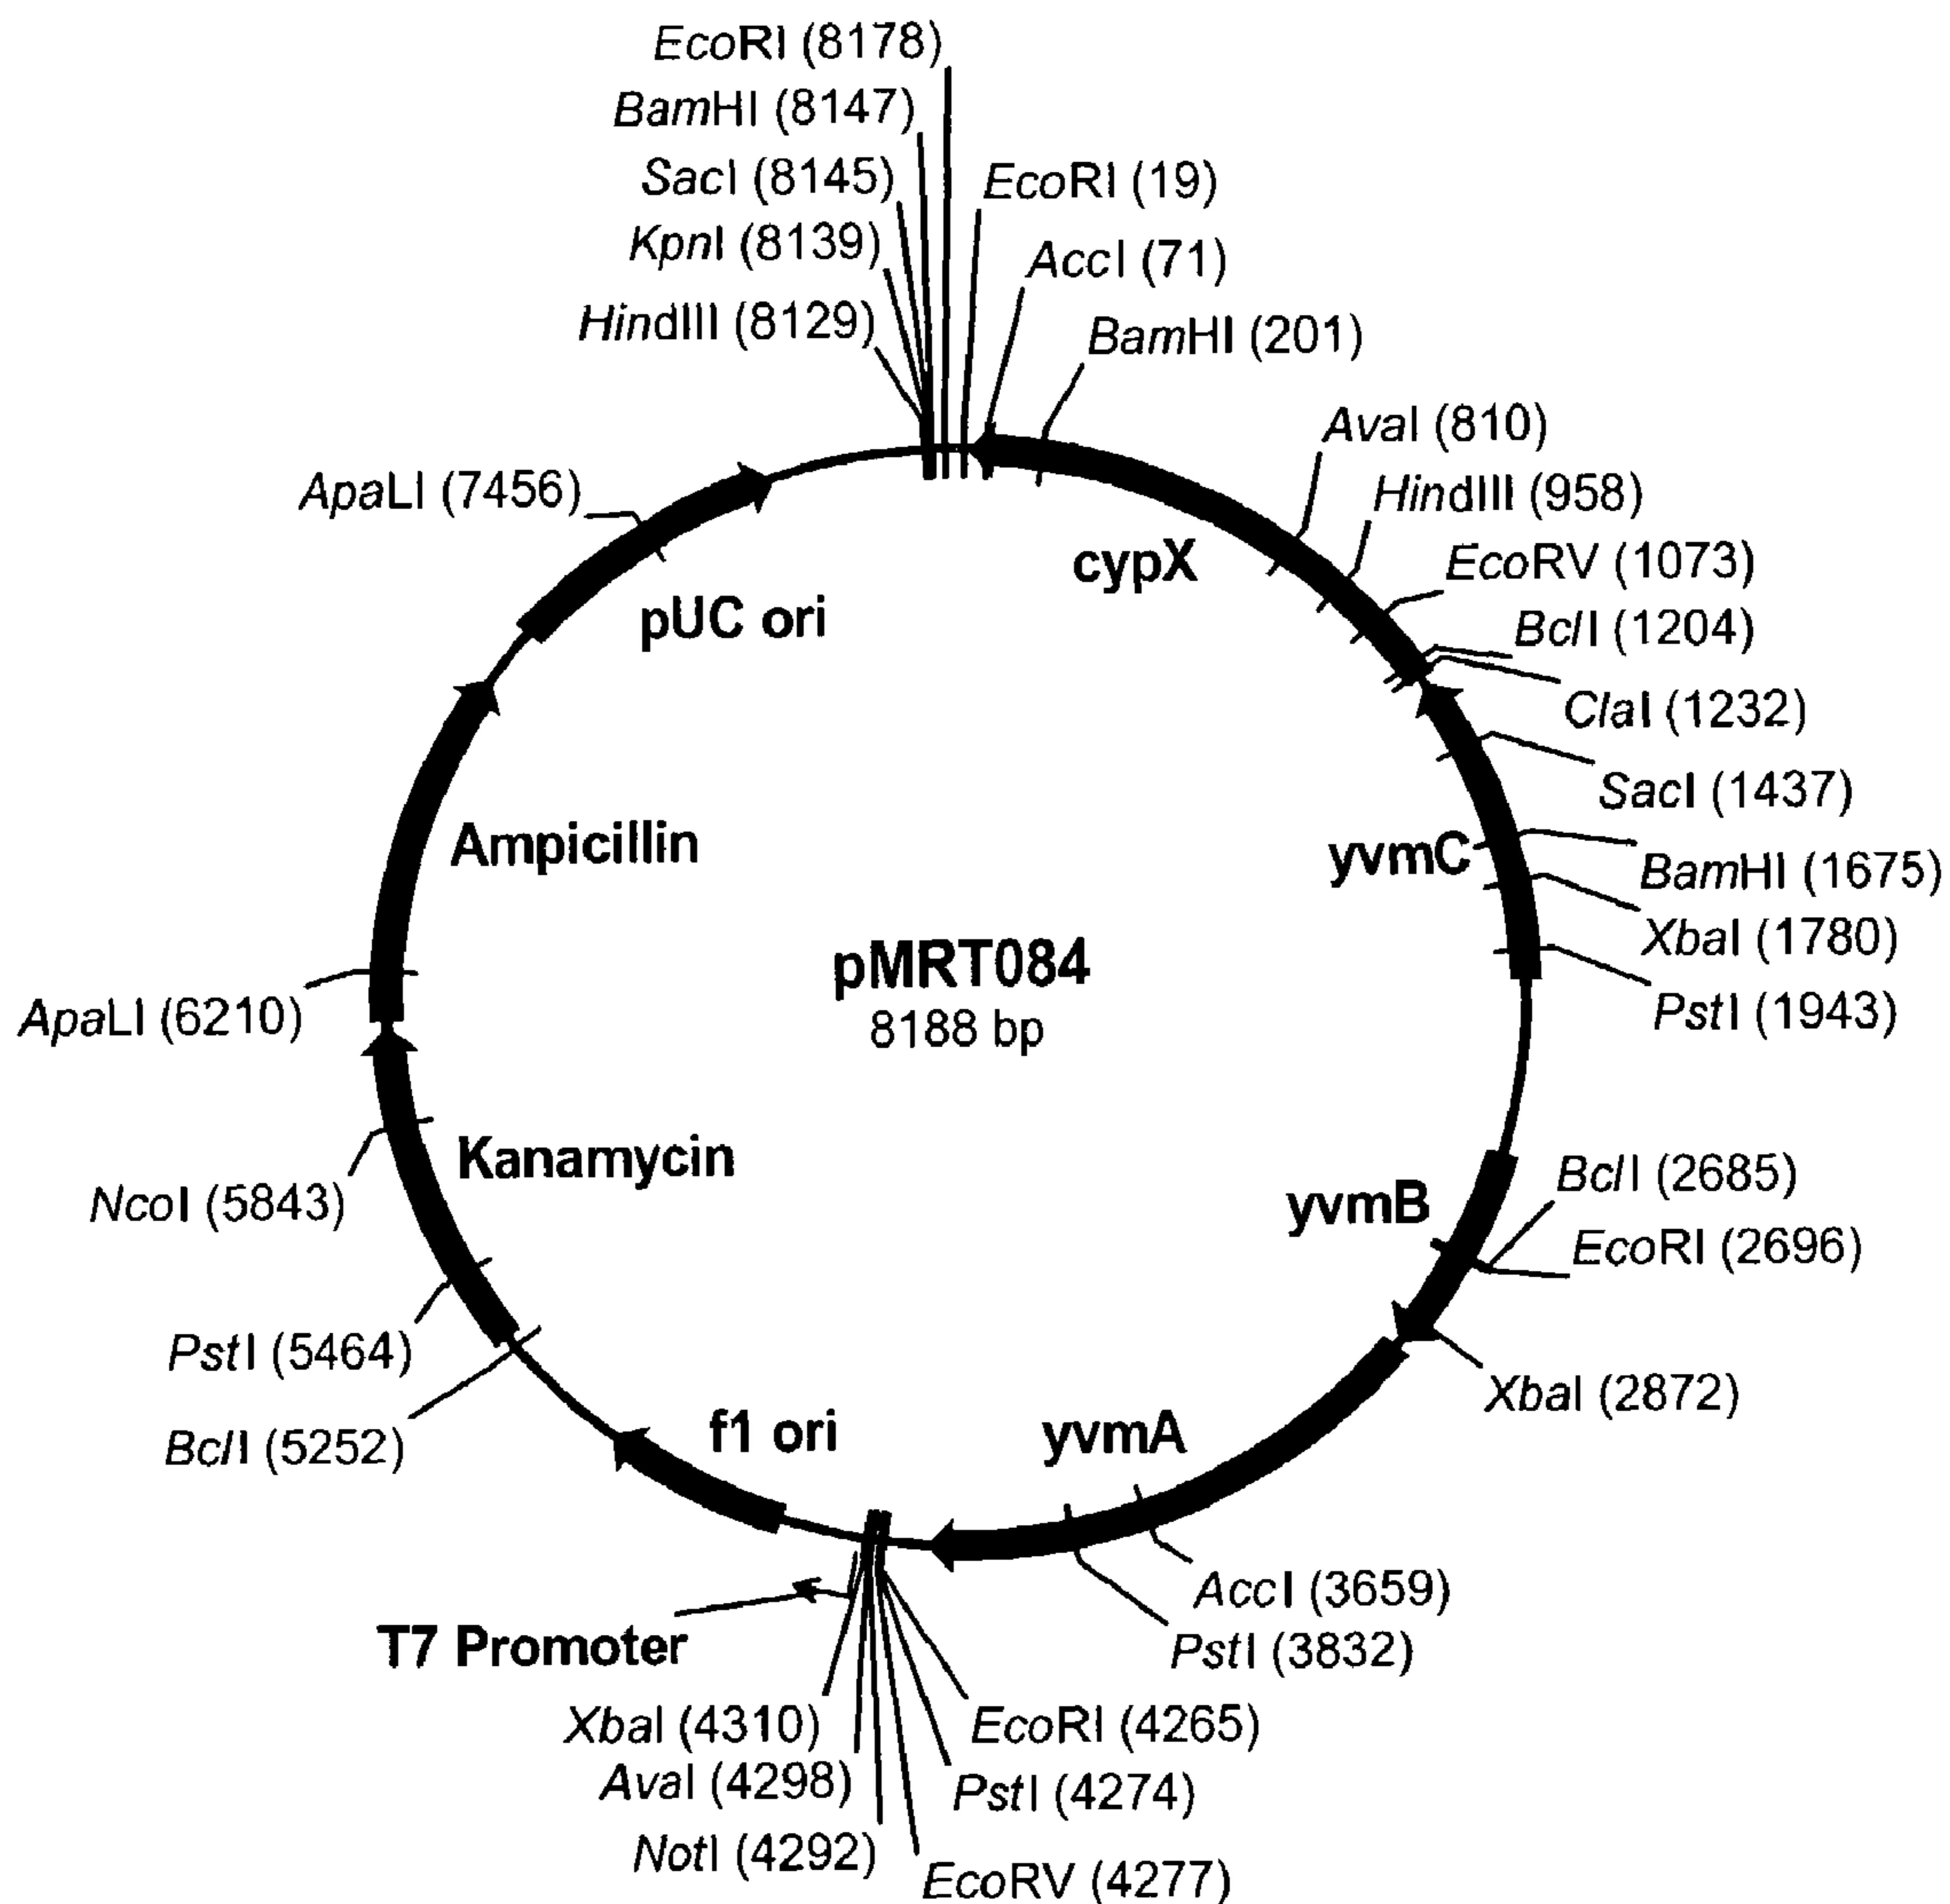 EcoRI (8178)
BamHI (8147)
SacI (8145)
KpnI (8139)
HindIII (8129)
EcoRI (19)
AccI (71)
BamHI (201)
AvaI (810)
HindIII (958)
EcoRV (1073)
BclI (1204)
ClaI (1232)
SacI (1437)
BamHI (1675)
XbaI (1780)
PstI (1943)
BclI (2685)
EcoRI (2696)
XbaI (2872)
AccI (3659)
PstI (3832)
EcoRI (4265)
PstI (4274)
EcoRV (4277)
NotI (4292)
AvaI (4298)
XbaI (4310)
T7 Promoter
BclI (5252)
PstI (5464)
NcoI (5843)
ApaLI (6210)
ApaLI (7456)
cypX
yvmC
yvmB
yvmA
f1 ori
Kanamycin
Ampicillin
pUC ori
pMRT084
8188 bp